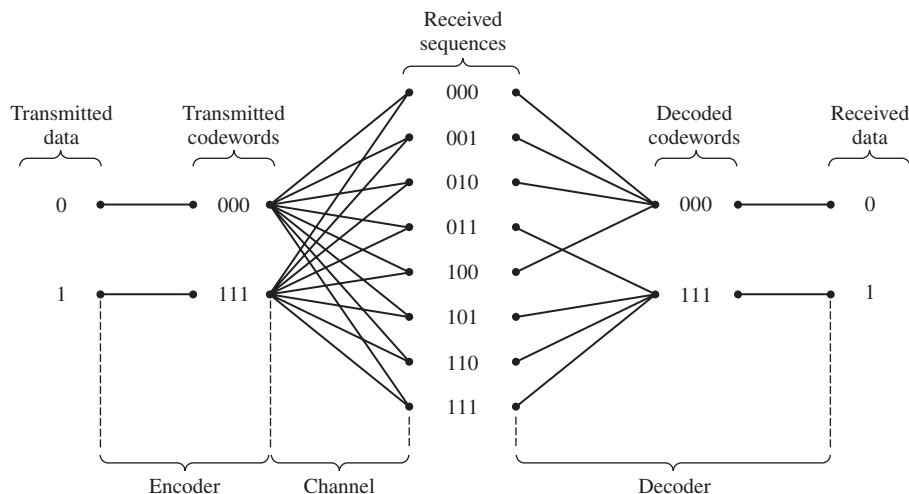 Received
sequences
000
Transmitted
data
Transmitted
codewords
001
Decoded
codewords
Received
data
010
0
000
000
0
011
100
1
111
111
1
101
110
111
Encoder
Channel
Decoder